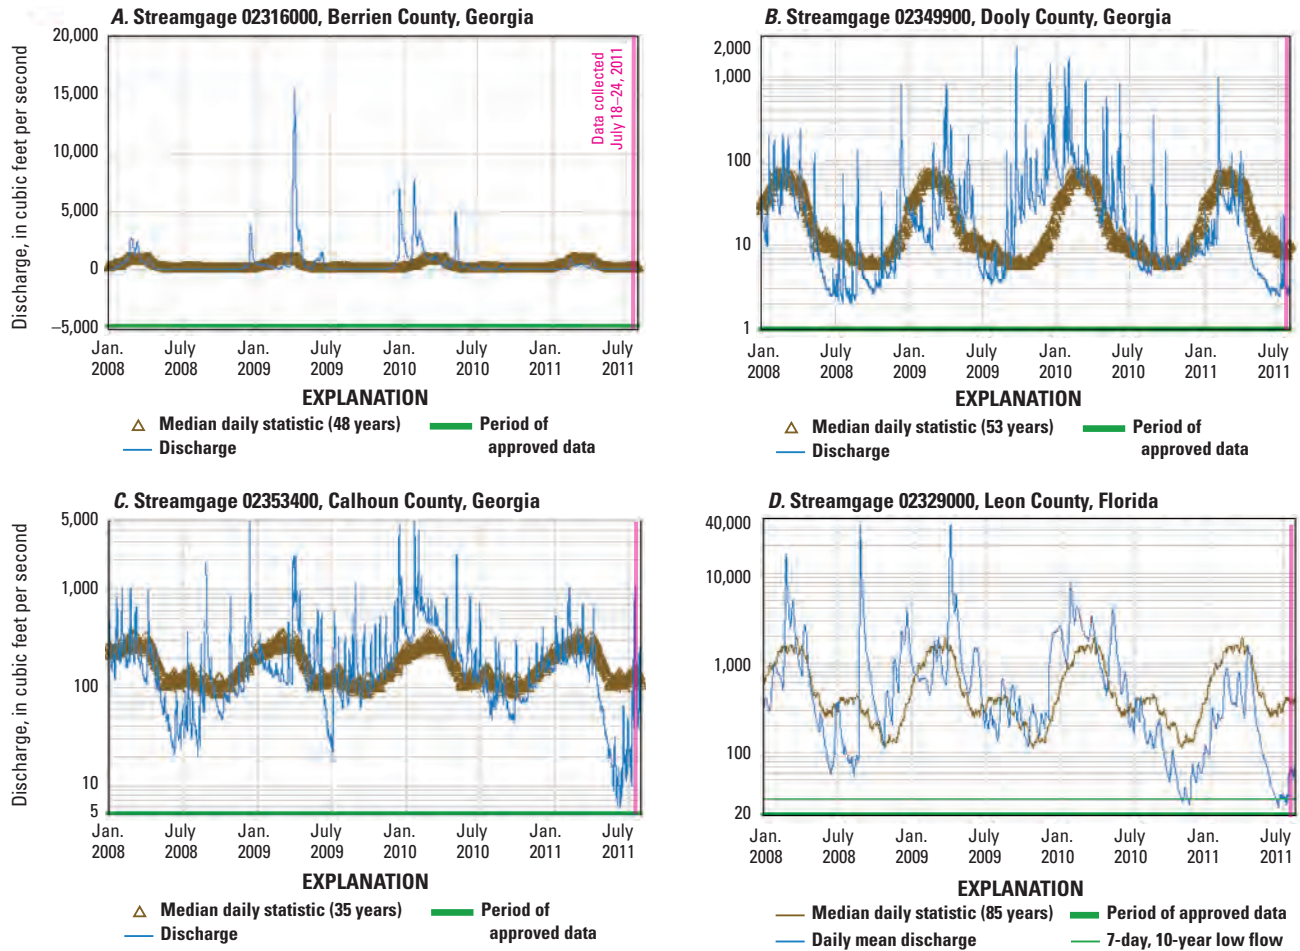 A. Streamgage 02316000, Berrien County, Georgia
Discharge, in cubic feet per second
20,000
15,000
10,000
5,000
0
–5,000
Data collected
July 18–24, 2011
Jan. July Jan. July Jan. July Jan. July
2008 2008 2009 2009 2010 2010 2011 2011
EXPLANATION
Median daily statistic (48 years)
Discharge
Period of
approved data
B. Streamgage 02349900, Dooly County, Georgia
2,000
1,000
100
10
1
Jan. July Jan. July Jan. July Jan. July
2008 2008 2009 2009 2010 2010 2011 2011
EXPLANATION
Median daily statistic (53 years)
Discharge
Period of
approved data
C. Streamgage 02353400, Calhoun County, Georgia
Discharge, in cubic feet per second
5,000
1,000
100
10
5
Jan. July Jan. July Jan. July Jan. July
2008 2008 2009 2009 2010 2010 2011 2011
EXPLANATION
Median daily statistic (35 years)
Discharge
Period of
approved data
D. Streamgage 02329000, Leon County, Florida
40,000
10,000
1,000
100
20
Jan. July Jan. July Jan. July Jan. July
2008 2008 2009 2009 2010 2010 2011 2011
EXPLANATION
Median daily statistic (85 years)
Daily mean discharge
Period of approved data
7-day, 10-year low flow